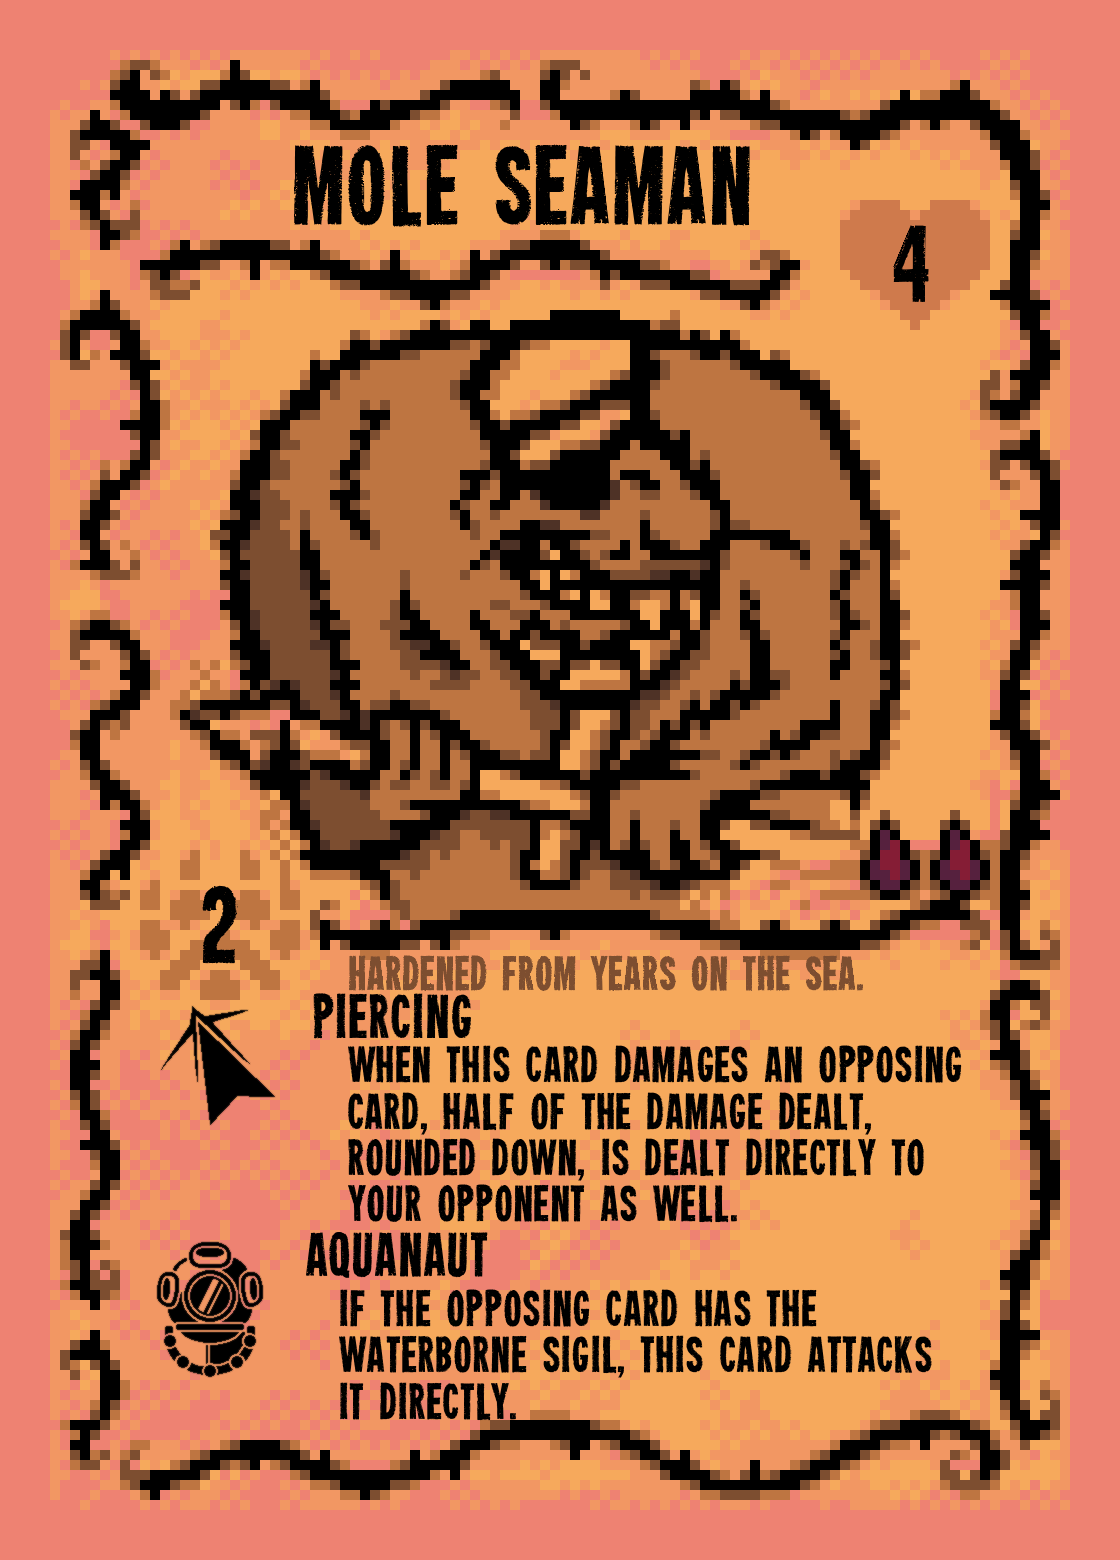 MOLE SEAMAN
4
2
HARDENED FROM YEARS ON THE SEA.
PIERCING
WHEN THIS CARD DAMAGES AN OPPOSING
CARD, HALF OF THE DAMAGE DEALT,
ROUNDED DOWN, IS DEALT DIRECTLY TO
YOUR OPPONENT AS WELL.
AQUANAUT
IF THE OPPOSING CARD HAS THE
WATERBORNE SIGIL, THIS CARD ATTACKS
IT DIRECTLY.